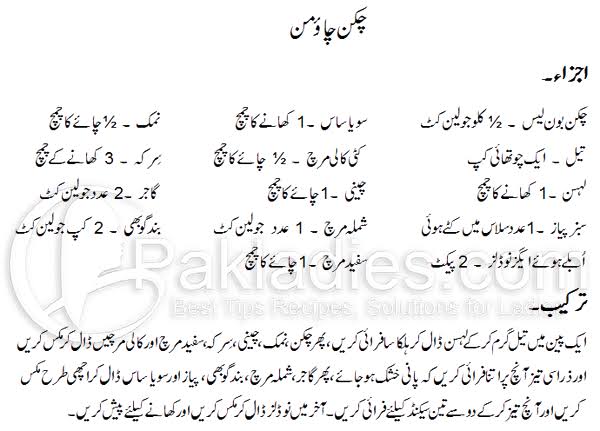 چکن چاؤ من
اجزاء۔
چکن بون لیس ۔ ½ کلو جولین کٹ   سویا ساس ۔ 1 کھانے کا چمچ   نمک ۔ ½ چائے کا چمچ
تیل ۔ ایک چوتھائی کپ   کٹی کالی مرچ ۔ ½ چائے کا چمچ   سرکہ ۔ 3 کھانے کے چمچ
لہسن ۔ 1 کھانے کا چمچ   چینی ۔ 1 چائے کا چمچ   گاجر ۔ 2 عدد جولین کٹ
سبز پیاز ۔ 1 عدد سلاس میں کٹے ہوئی   شملہ مرچ ۔ 1 عدد جولین کٹ   بند گوبھی ۔ 2 کپ جولین کٹ
اُبلے ہوئے ایگز نوڈلز ۔ 2 پیکٹ   سفید مرچ ۔ 1 چائے کا چمچ
Pakladies.com
ترکیب۔
Best Tips Recipes, Solutions for Ladies
ایک پین میں تیل گرم کر کے لہسن ڈال کر ہلکا سا فرائی کریں، پھر چکن، نمک، چینی، سرکہ، سفید مرچ اور کالی مرچیں ڈال کر مکس کریں
اور ذرا سی تیز آنچ پر اتنا فرائی کریں کہ پانی خشک ہو جائے، پھر گاجر، شملہ مرچ، بند گوبھی، پیاز اور سویا ساس ڈال کر اچھی طرح مکس
کریں اور آنچ تیز کر کے دو سے تین سیکنڈ کیلئے فرائی کریں۔ آخر میں نوڈلز ڈال کر مکس کریں اور کھانے کیلئے پیش کریں۔